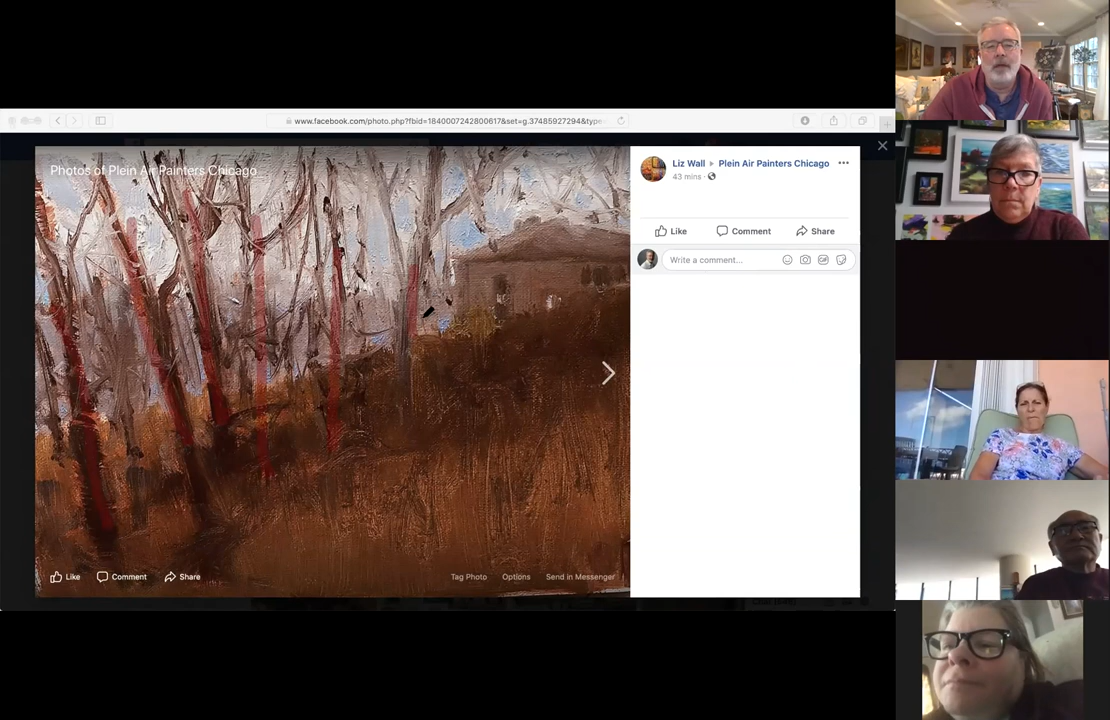 www.facebook.com/photo.php?fbid=1840007242800617&set=g.37485927294&type
Photos of Plein Air Painters Chicago
Liz Wall Plein Air Painters Chicago
43 mins ·
Like Comment Share
Write a comment...
GIF
Like Comment Share
Tag Photo Options Send in Messenger